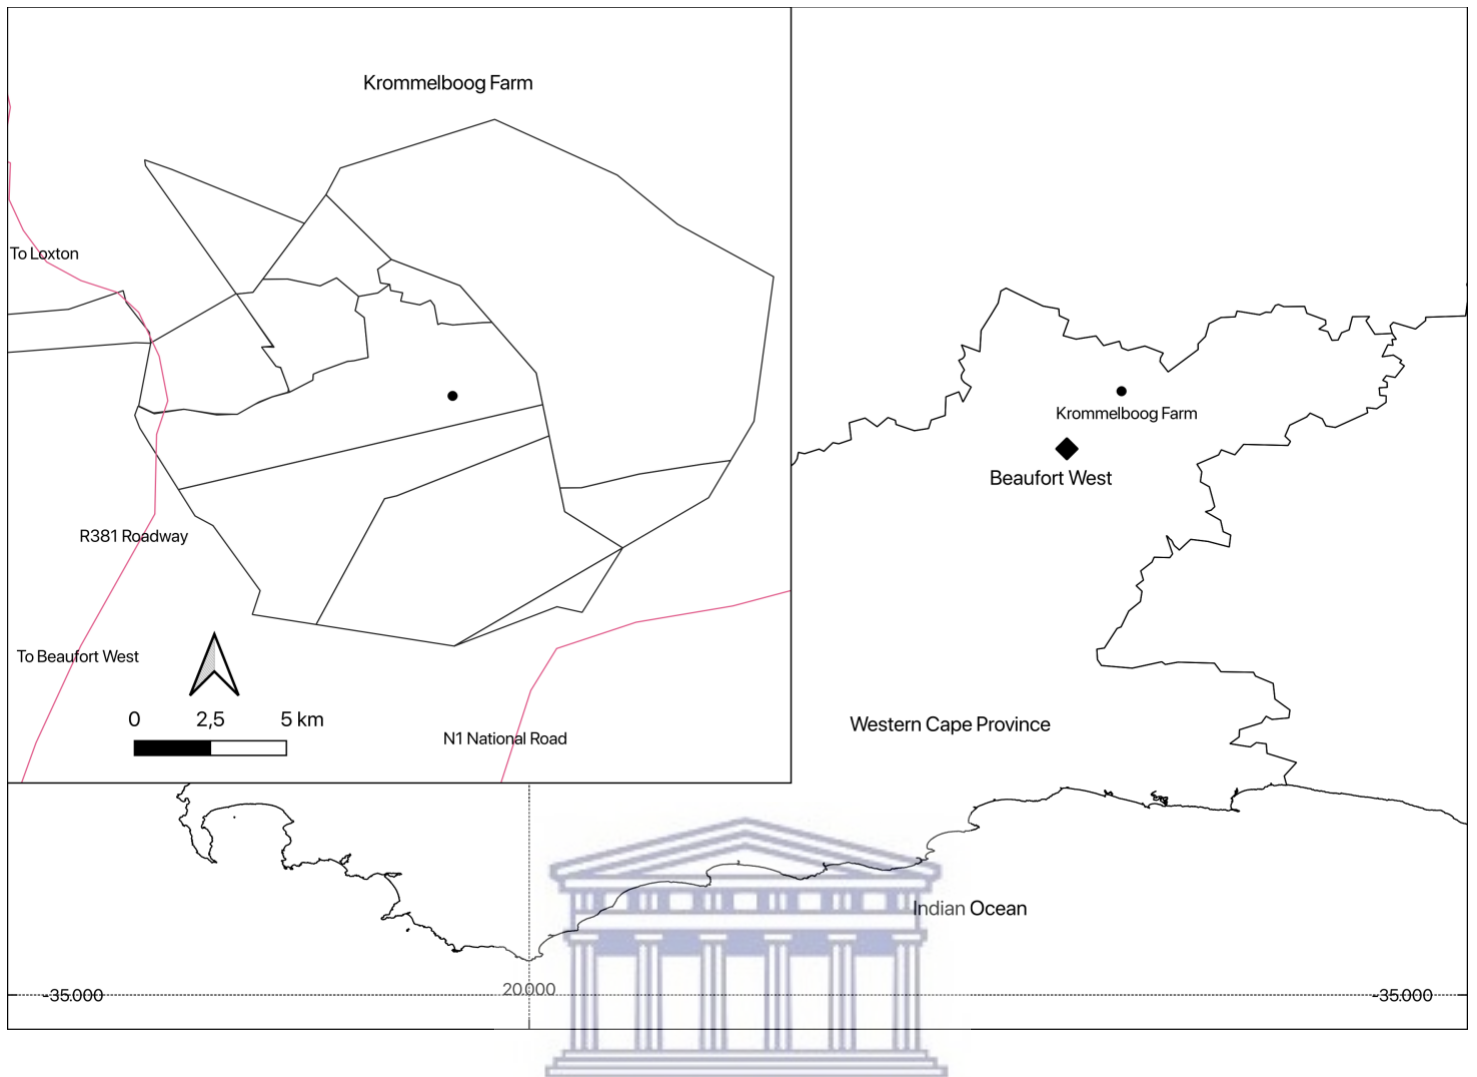 Krommelboog Farm
To Loxton
Krommelboog Farm
Beaufort West
R381 Roadway
To Beaufort West
0 2,5 5 km
N1 National Road
Western Cape Province
Indian Ocean
20.000
-35.000
-35.000